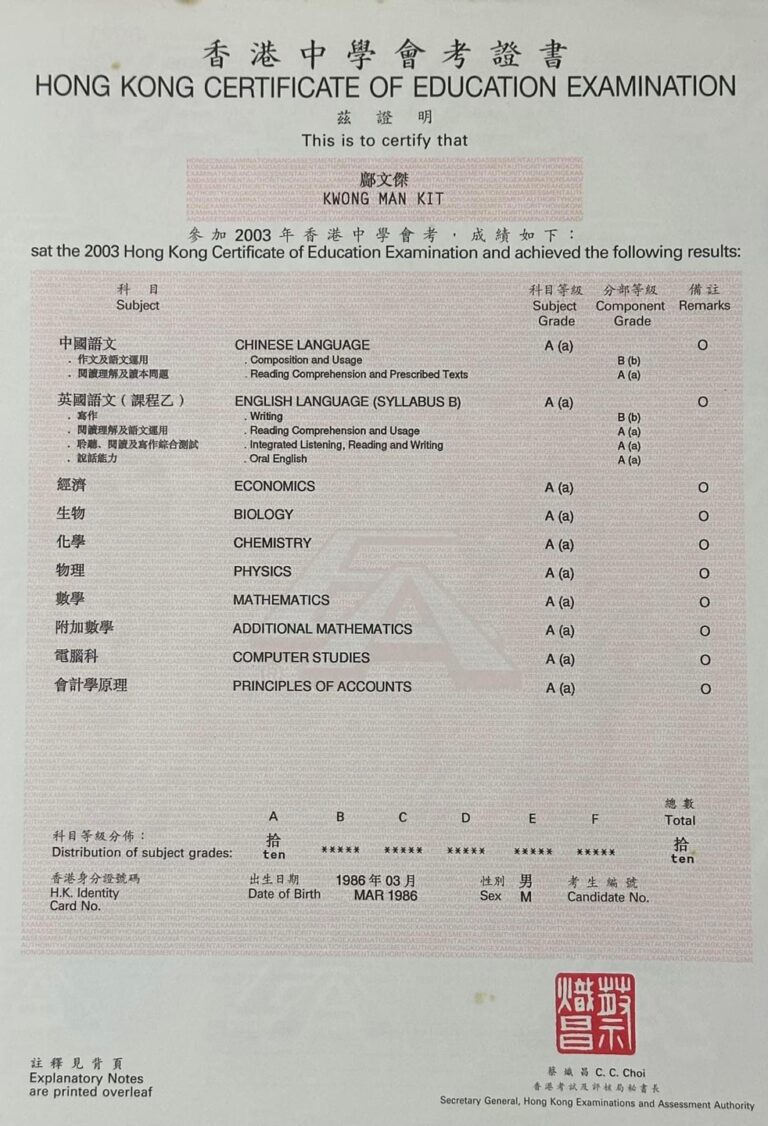 香港中學會考證書
HONG KONG CERTIFICATE OF EDUCATION EXAMINATION
茲證明
This is to certify that
鄺文傑
KWONG MAN KIT
參加 2003 年香港中學會考，成績如下：
sat the 2003 Hong Kong Certificate of Education Examination and achieved the following results:
科目 科目等級 分部等級 備註
Subject Subject Component Remarks
Grade Grade
中國語文 CHINESE LANGUAGE A (a) O
. 作文及語文運用 . Composition and Usage B (b)
. 閱讀理解及讀本問題 . Reading Comprehension and Prescribed Texts A (a)
英國語文（課程乙） ENGLISH LANGUAGE (SYLLABUS B) A (a) O
. 寫作 . Writing B (b)
. 閱讀理解及語文運用 . Reading Comprehension and Usage A (a)
. 聆聽、閱讀及寫作綜合測試 . Integrated Listening, Reading and Writing A (a)
. 說話能力 . Oral English A (a)
經濟 ECONOMICS A (a) O
生物 BIOLOGY A (a) O
化學 CHEMISTRY A (a) O
物理 PHYSICS A (a) O
數學 MATHEMATICS A (a) O
附加數學 ADDITIONAL MATHEMATICS A (a) O
電腦科 COMPUTER STUDIES A (a) O
會計學原理 PRINCIPLES OF ACCOUNTS A (a) O
總數
A B C D E F Total
科目等級分佈： 拾 拾
Distribution of subject grades: ten ***** ***** ***** ***** ***** ten
香港身分證號碼 出生日期 1986 年 03 月 性別 男 考生編號
H.K. Identity Date of Birth MAR 1986 Sex M Candidate No.
Card No.
蔡熾昌
註釋見背頁
Explanatory Notes
are printed overleaf
蔡熾昌 C. C. Choi
香港考試及評核局秘書長
Secretary General, Hong Kong Examinations and Assessment Authority